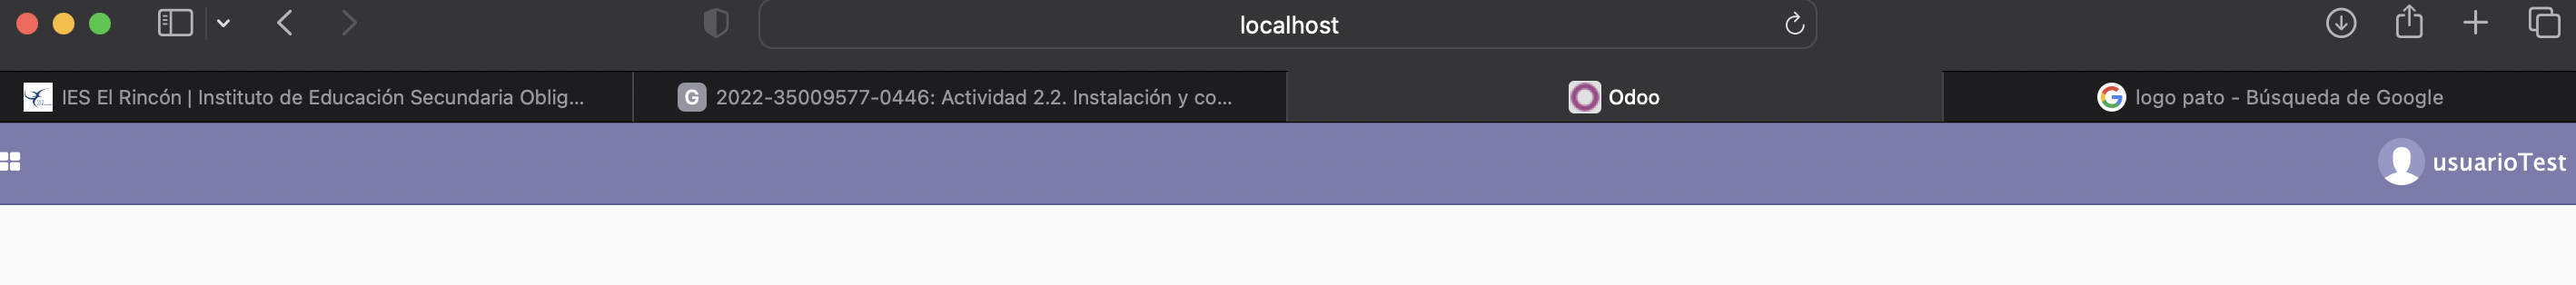 localhost
IES El Rincón | Instituto de Educación Secundaria Oblig...
G 2022-35009577-0446: Actividad 2.2. Instalación y co...
Odoo
logo pato - Búsqueda de Google
usuarioTest